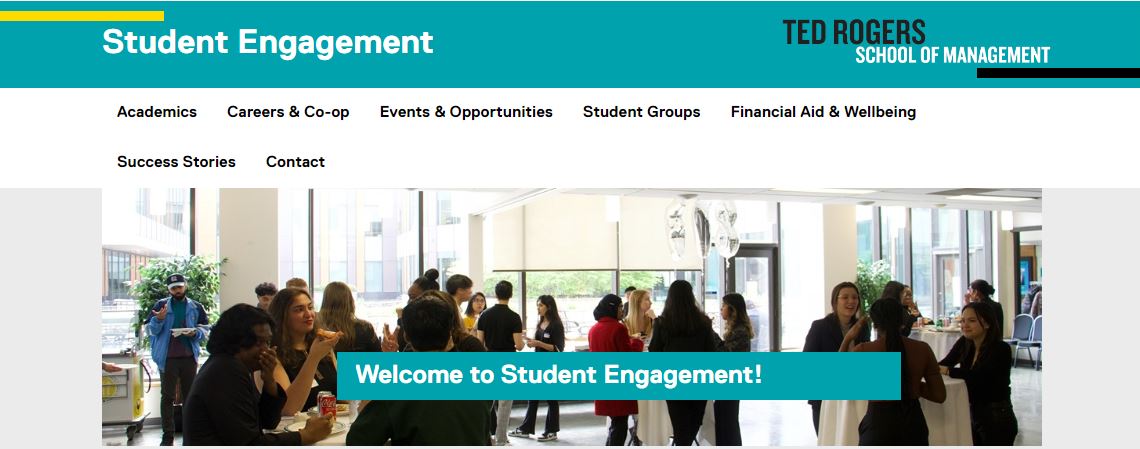 Student Engagement
TED ROGERS
SCHOOL OF MANAGEMENT
Academics Careers & Co-op Events & Opportunities Student Groups Financial Aid & Wellbeing
Success Stories Contact
Welcome to Student Engagement!